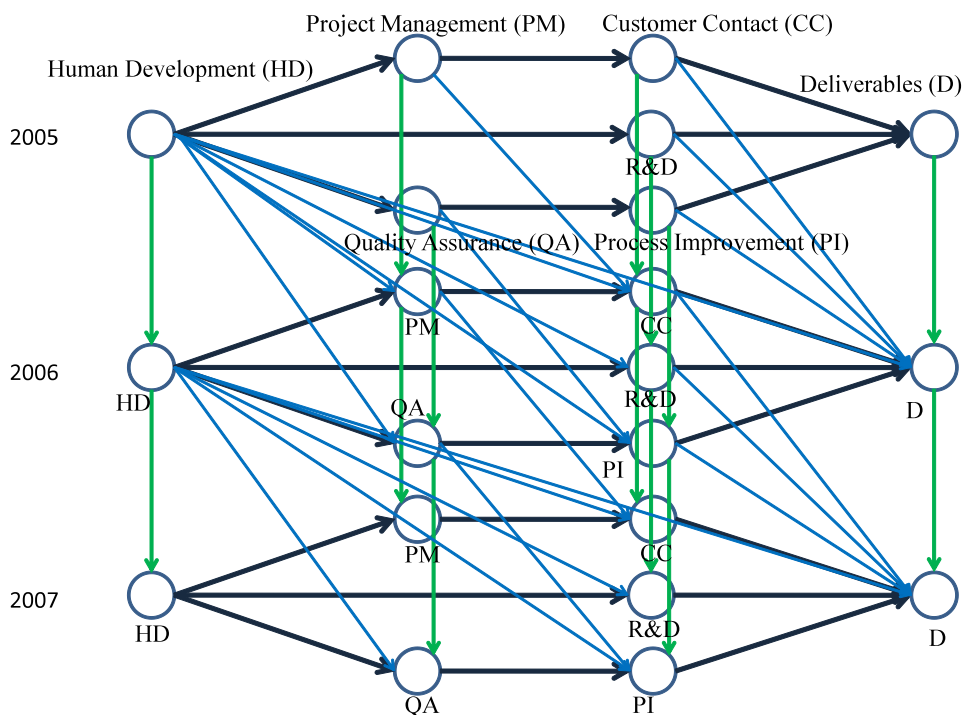 Project Management (PM)
Customer Contact (CC)
Human Development (HD)
Deliverables (D)
2005
R&D
Quality Assurance (QA)
Process Improvement (PI)
PM
CC
2006
HD
R&D
D
QA
PI
PM
CC
2007
HD
R&D
D
QA
PI